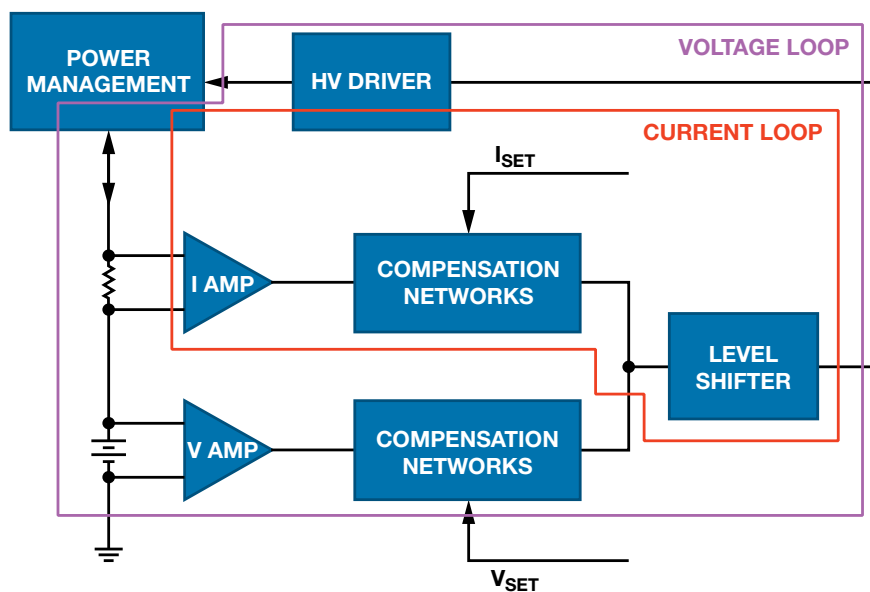 POWER
MANAGEMENT
HV DRIVER
VOLTAGE LOOP
CURRENT LOOP
ISET
I AMP
COMPENSATION
NETWORKS
LEVEL
SHIFTER
V AMP
COMPENSATION
NETWORKS
VSET